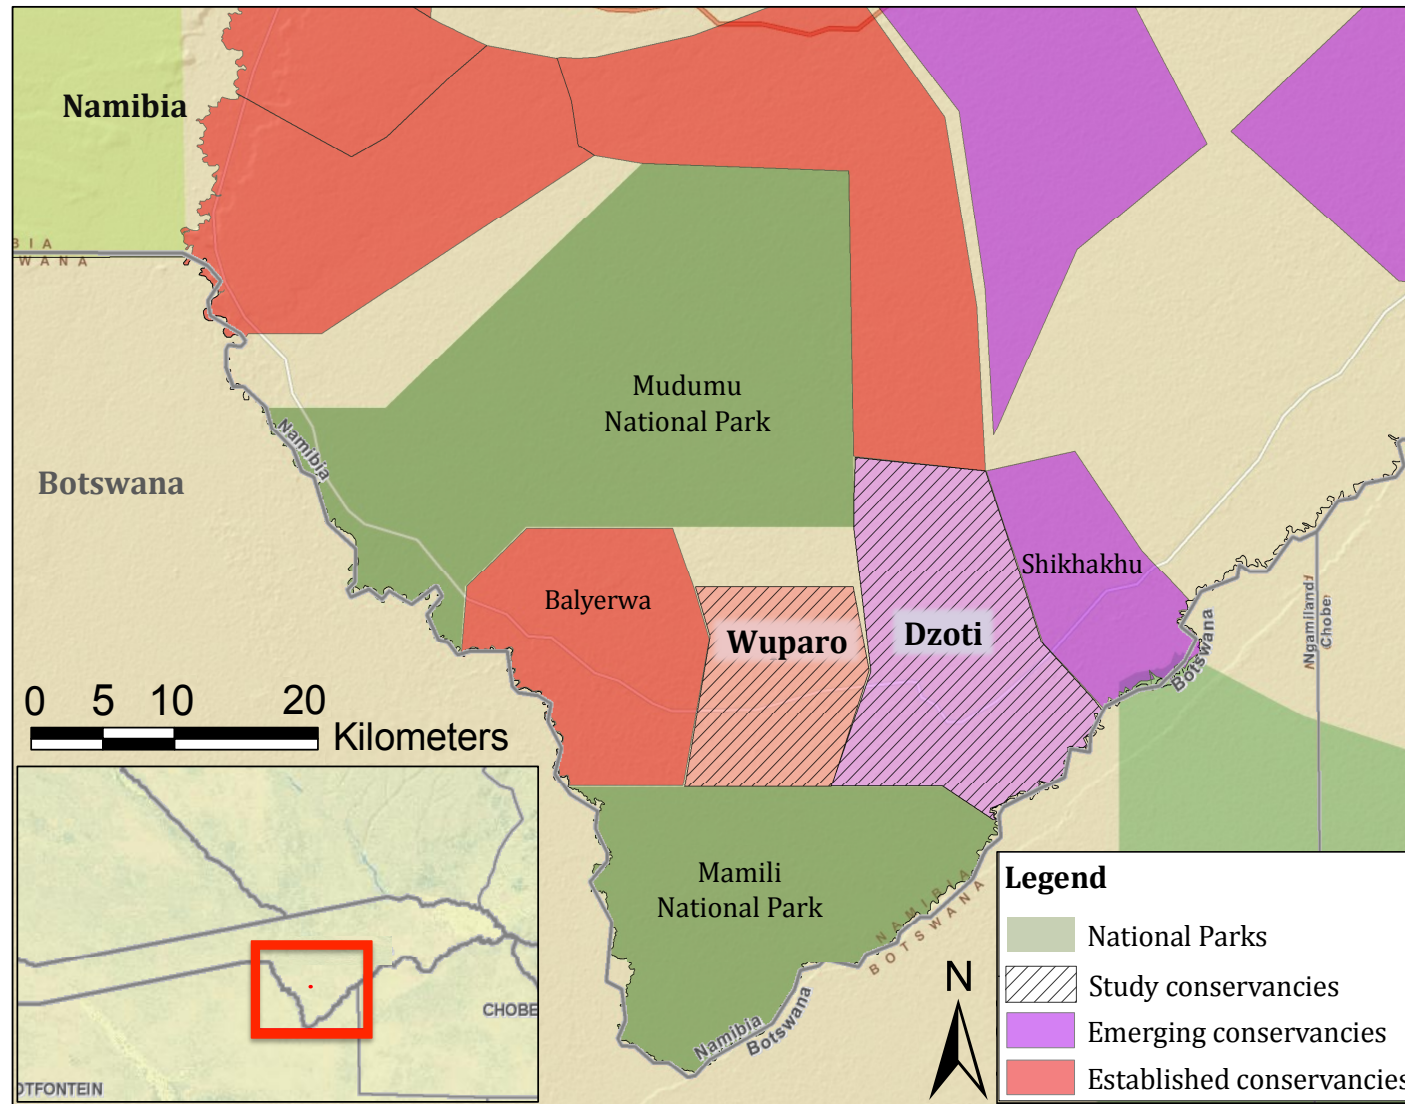 Namibia
BIA
WANA
Mudumu
National Park
Namibia
Botswana
Shikhakhu
Balyerwa
Wuparo
Dzoti
Ngamiland
Chobe
Botswana
0 5 10 20
Kilometers
Mamili
National Park
NAMIBIA
BOTSWANA
Namibia
Botswana
N
CHOBE
OTFONTEIN
Legend
National Parks
Study conservancies
Emerging conservancies
Established conservancies